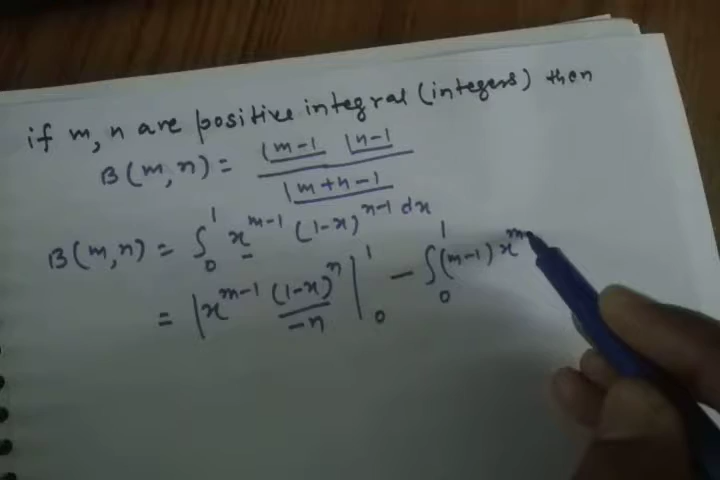 if m, n are positive integral (integers) then
B(m, n) = ∟m-1 ∟n-1 / ∟m+n-1
B(m, n) = ∫₀¹ x^{m-1} (1-x)^{n-1} dx
= |x^{m-1} (1-x)^n / -n|₀¹ - ∫₀¹ (m-1) x^m